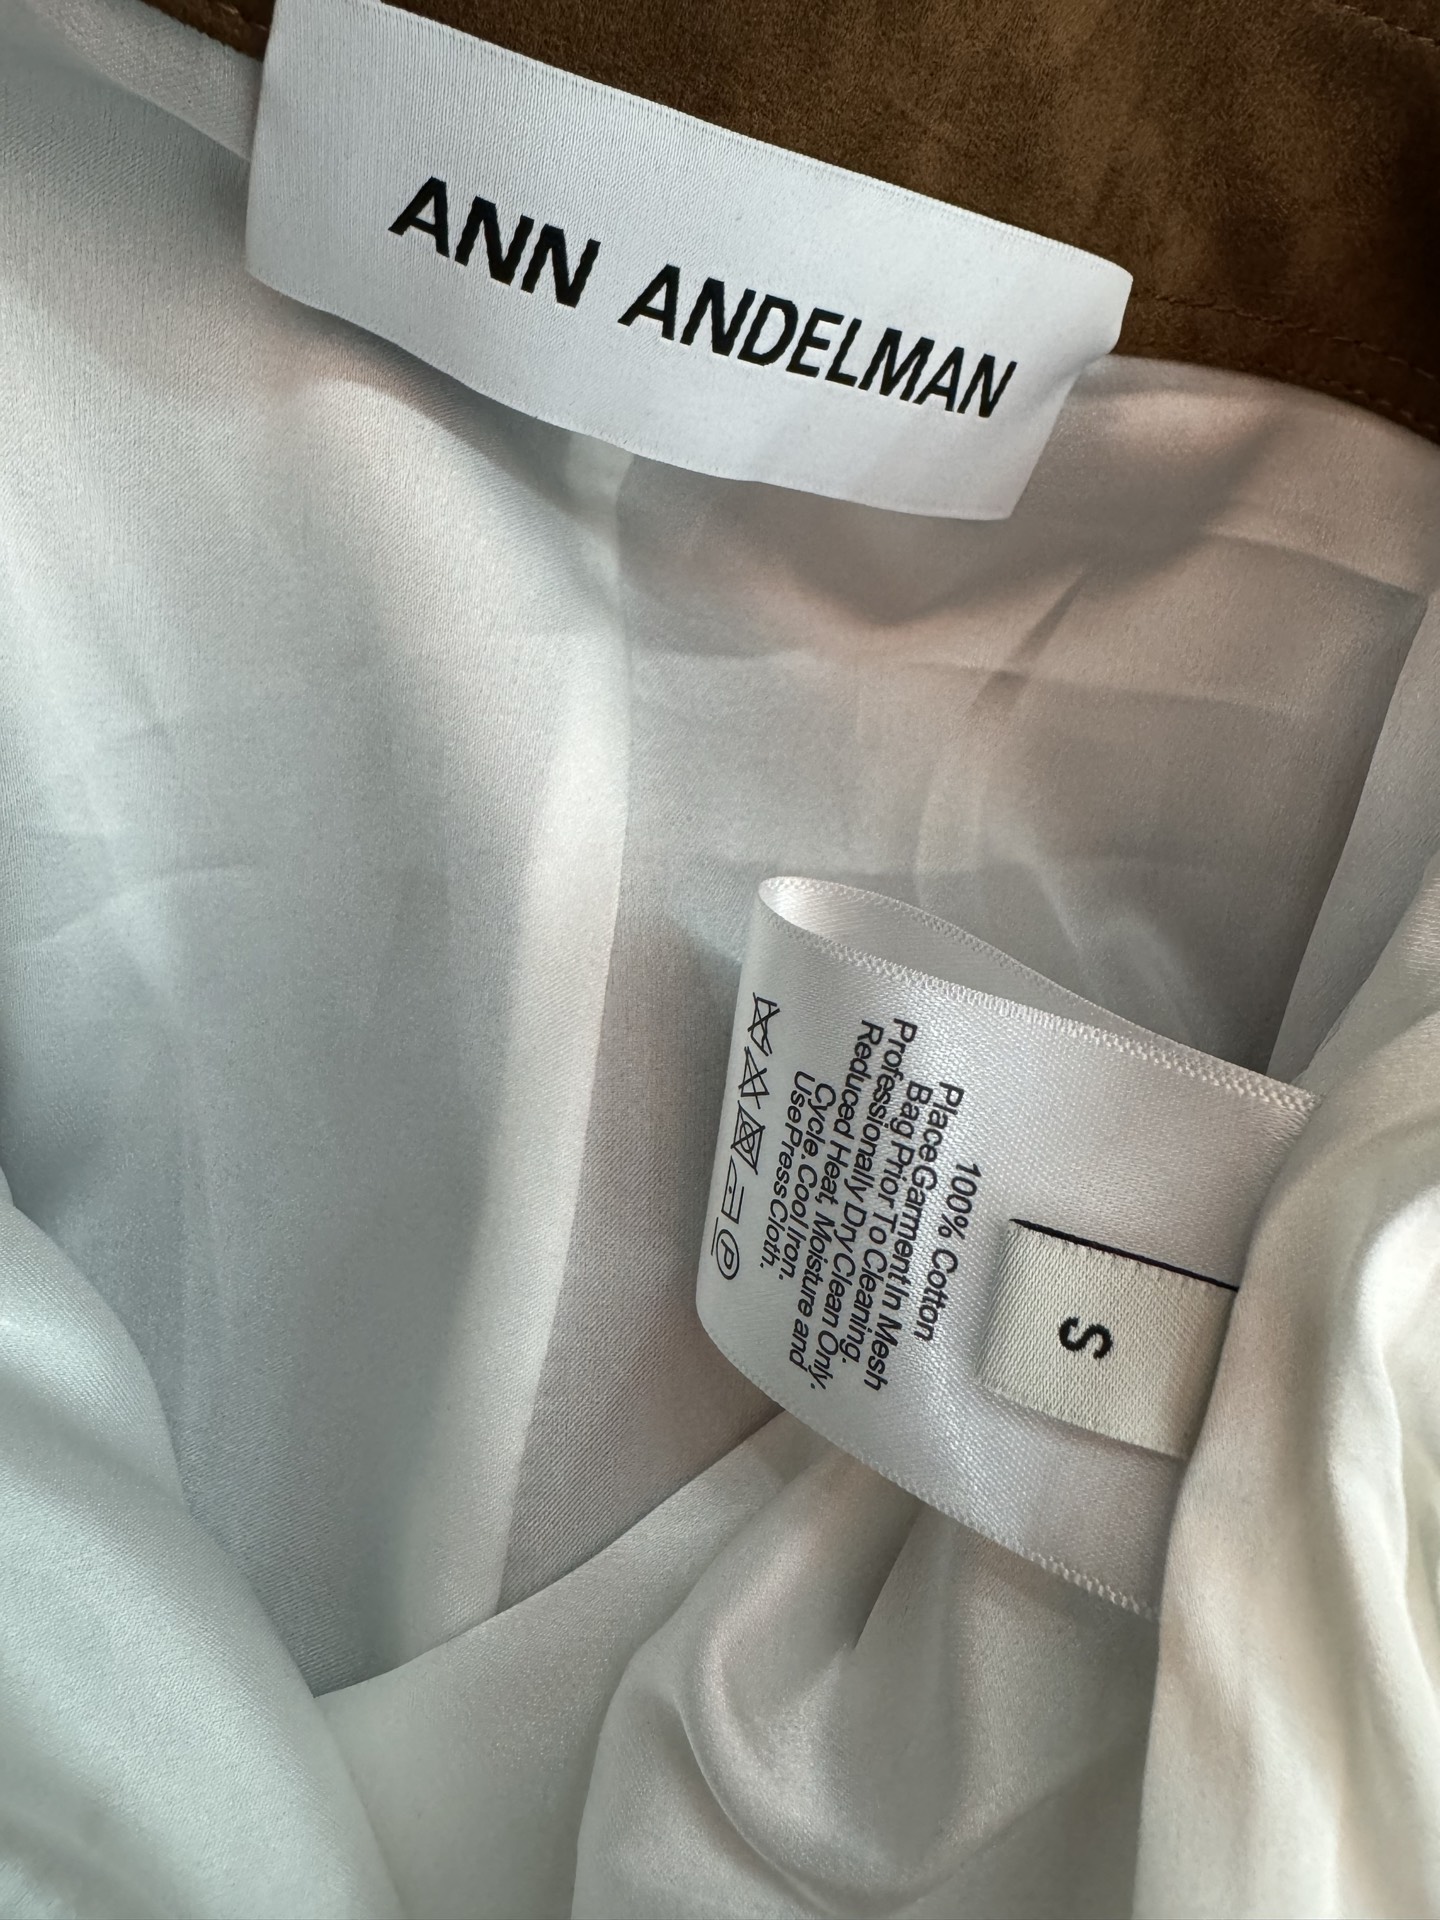 ANN ANDELMAN
100% Cotton
Place Garment In Mesh
Bag Prior To Cleaning.
Professionally Dry Clean Only.
Reduced Heat, Moisture and
Cycle. Cool Iron.
Use Press Cloth.
P
S